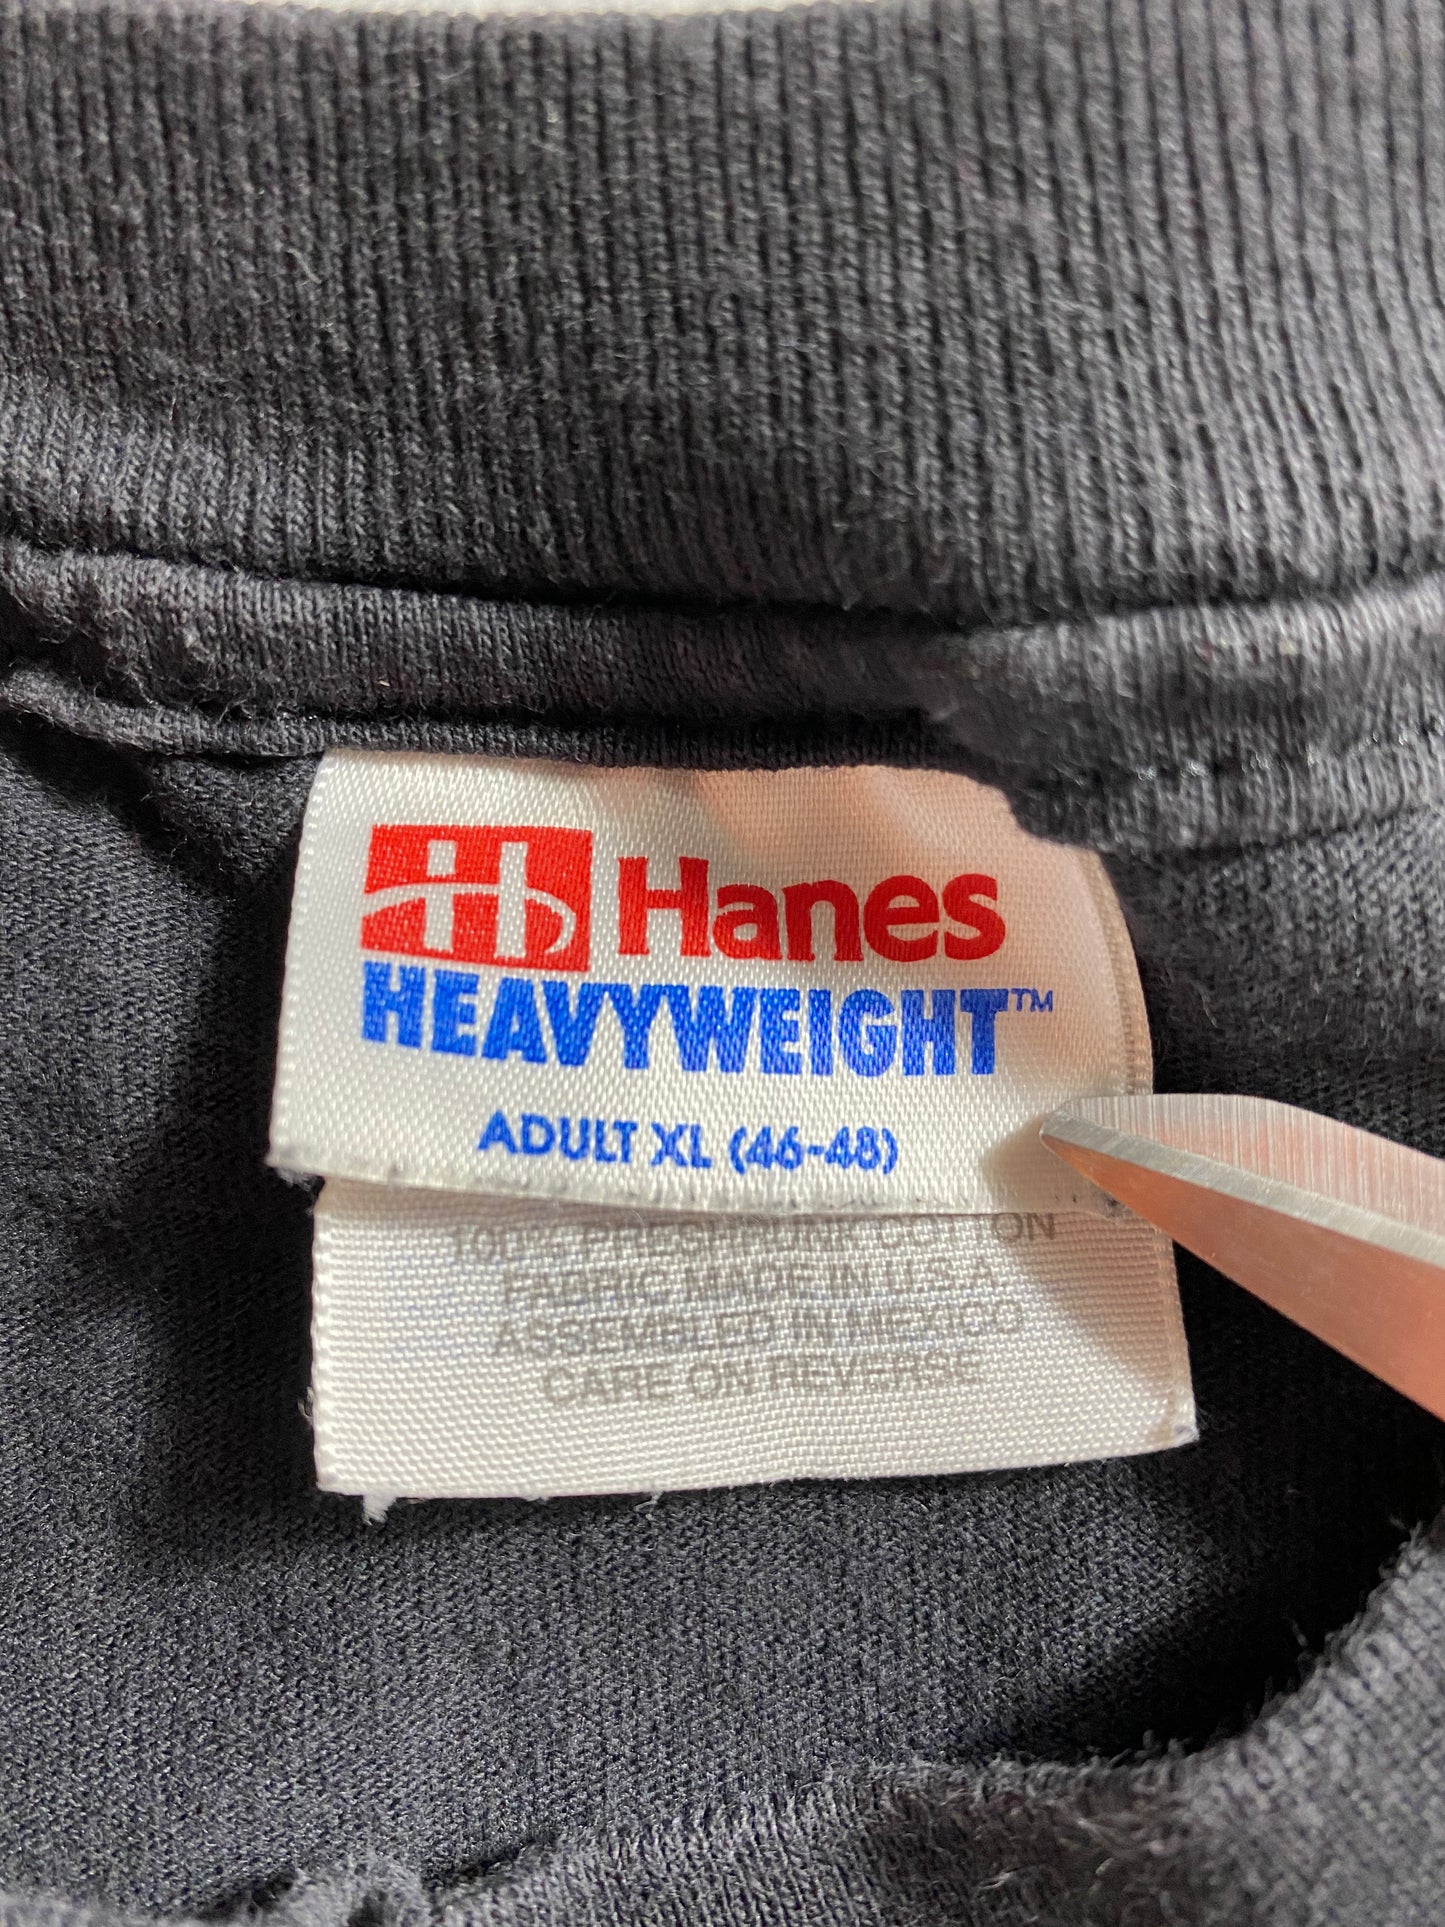 Hanes
HEAVYWEIGHT™
ADULT XL (46-48)
100% PRESHRUNK COTTON
FABRIC MADE IN U.S.A.
ASSEMBLED IN MEXICO
CARE ON REVERSE